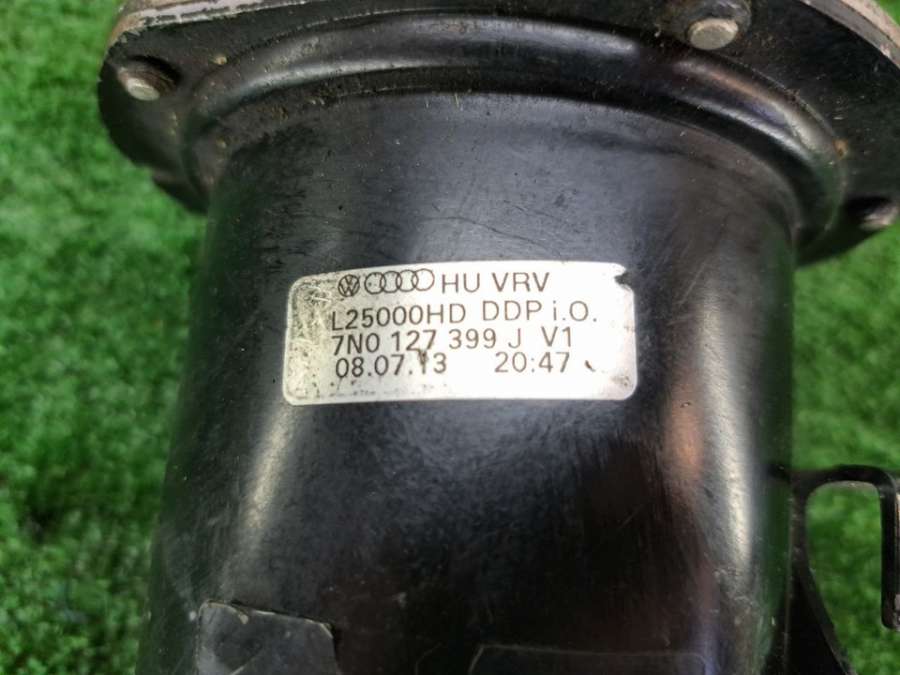 HU VRV
L25000HD DDP i.O.
7N0 127 399 J V1
08.07.13 20:47